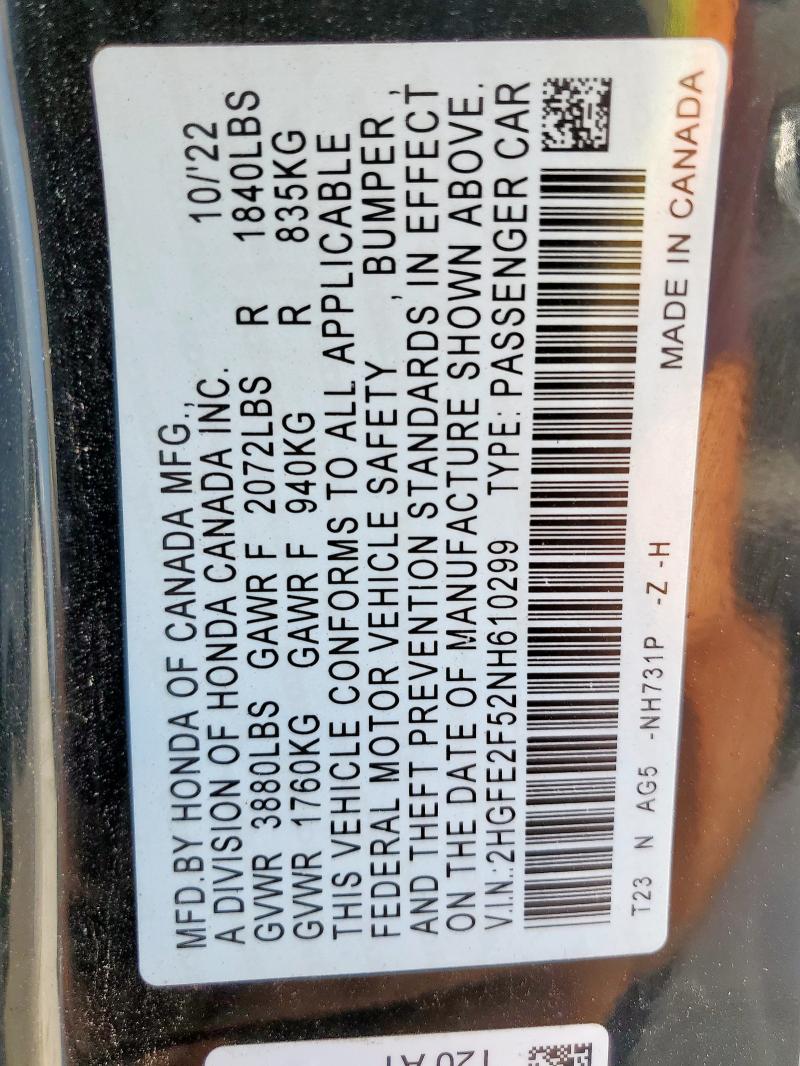 MFD.BY HONDA OF CANADA MFG., 10/'22
A DIVISION OF HONDA CANADA INC.
GVWR 3880LBS GAWR F 2072LBS R 1840LBS
GVWR 1760KG GAWR F 940KG R 835KG
THIS VEHICLE CONFORMS TO ALL APPLICABLE
FEDERAL MOTOR VEHICLE SAFETY , BUMPER ,
AND THEFT PREVENTION STANDARDS IN EFFECT
ON THE DATE OF MANUFACTURE SHOWN ABOVE.
V.I.N.:2HGFE2F52NH610299 TYPE: PASSENGER CAR
T23 N AG5 -NH731P -Z -H MADE IN CANADA